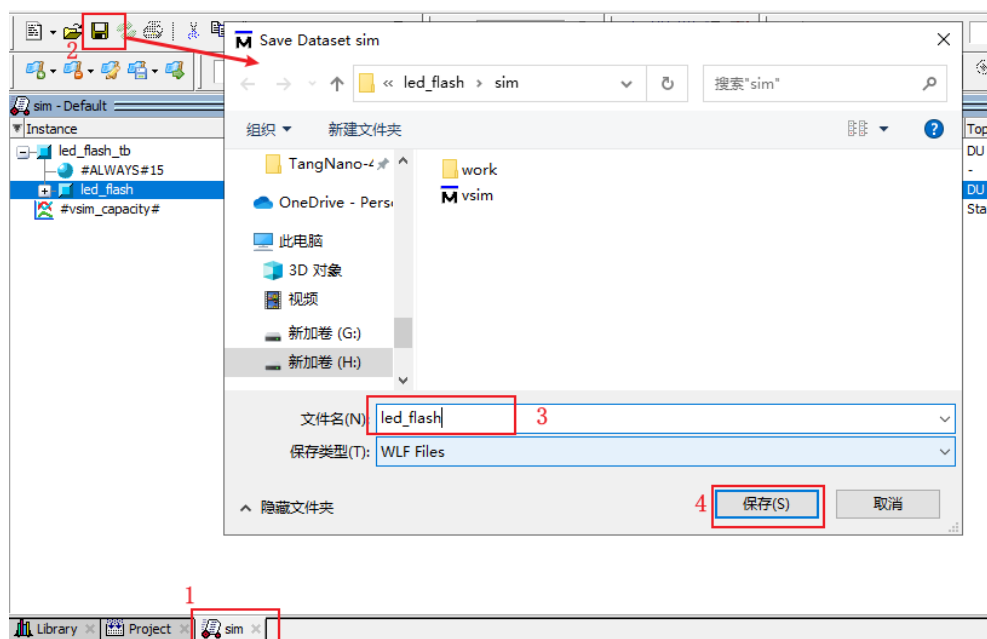 2
Save Dataset sim
« led_flash › sim
搜索"sim"
组织
新建文件夹
sim - Default
Instance
Top
led_flash_tb
DU
#ALWAYS#15
-
led_flash
DU
#vsim_capacity#
Sta
TangNano-4
OneDrive - Pers
此电脑
3D 对象
视频
新加卷 (G:)
新加卷 (H:)
work
vsim
文件名(N):
led_flash
3
保存类型(T):
WLF Files
隐藏文件夹
4
保存(S)
取消
1
Library
Project
sim